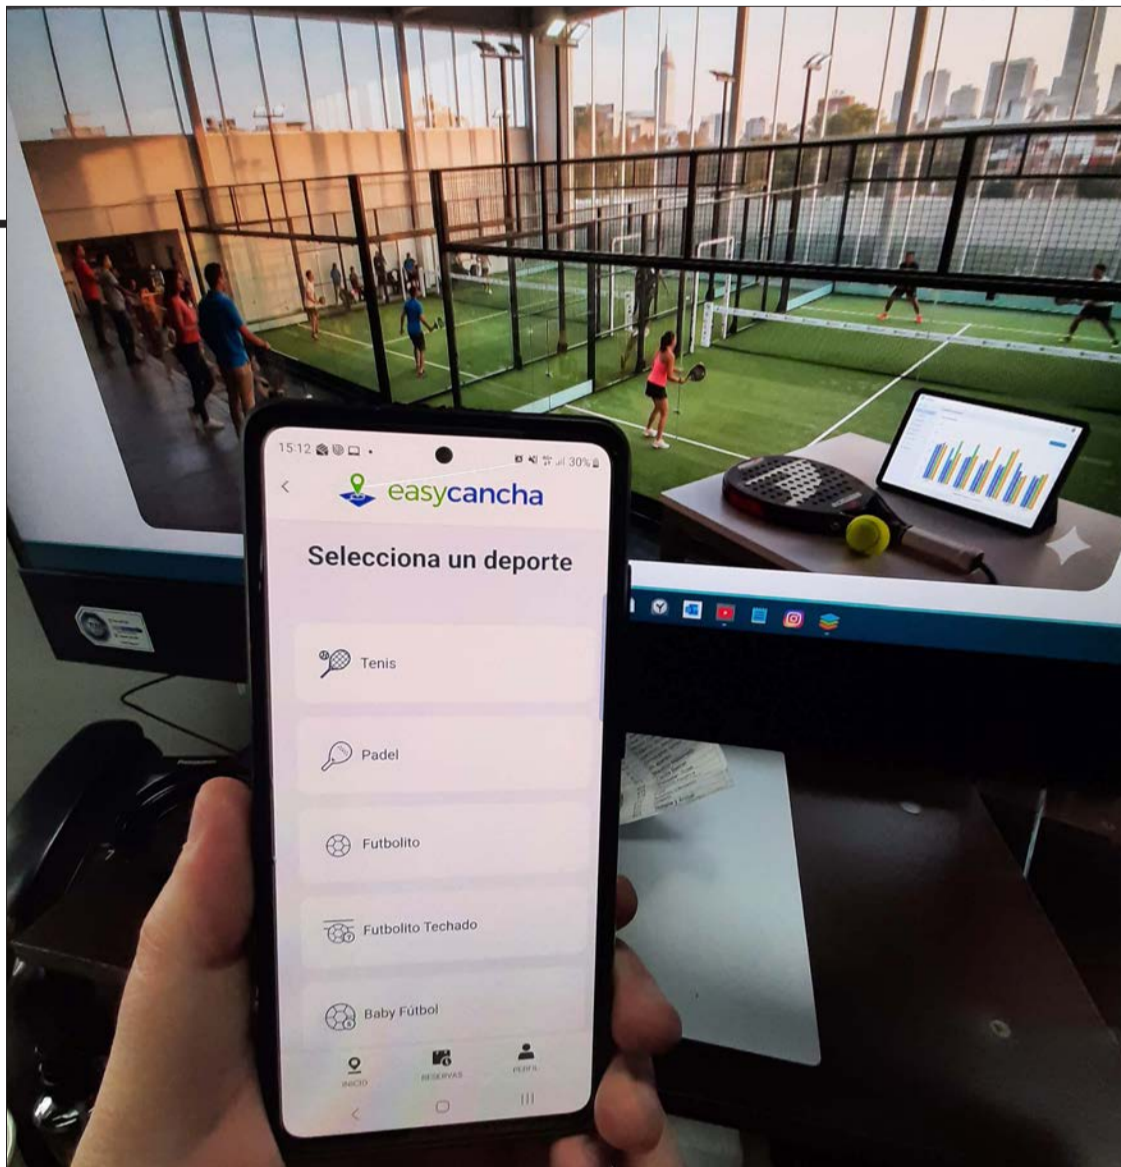 15:12
30%
easycancha
Selecciona un deporte
Tenis
Padel
Futbolito
Futbolito Techado
Baby Fútbol
INICIO
RESERVAS
PERFIL